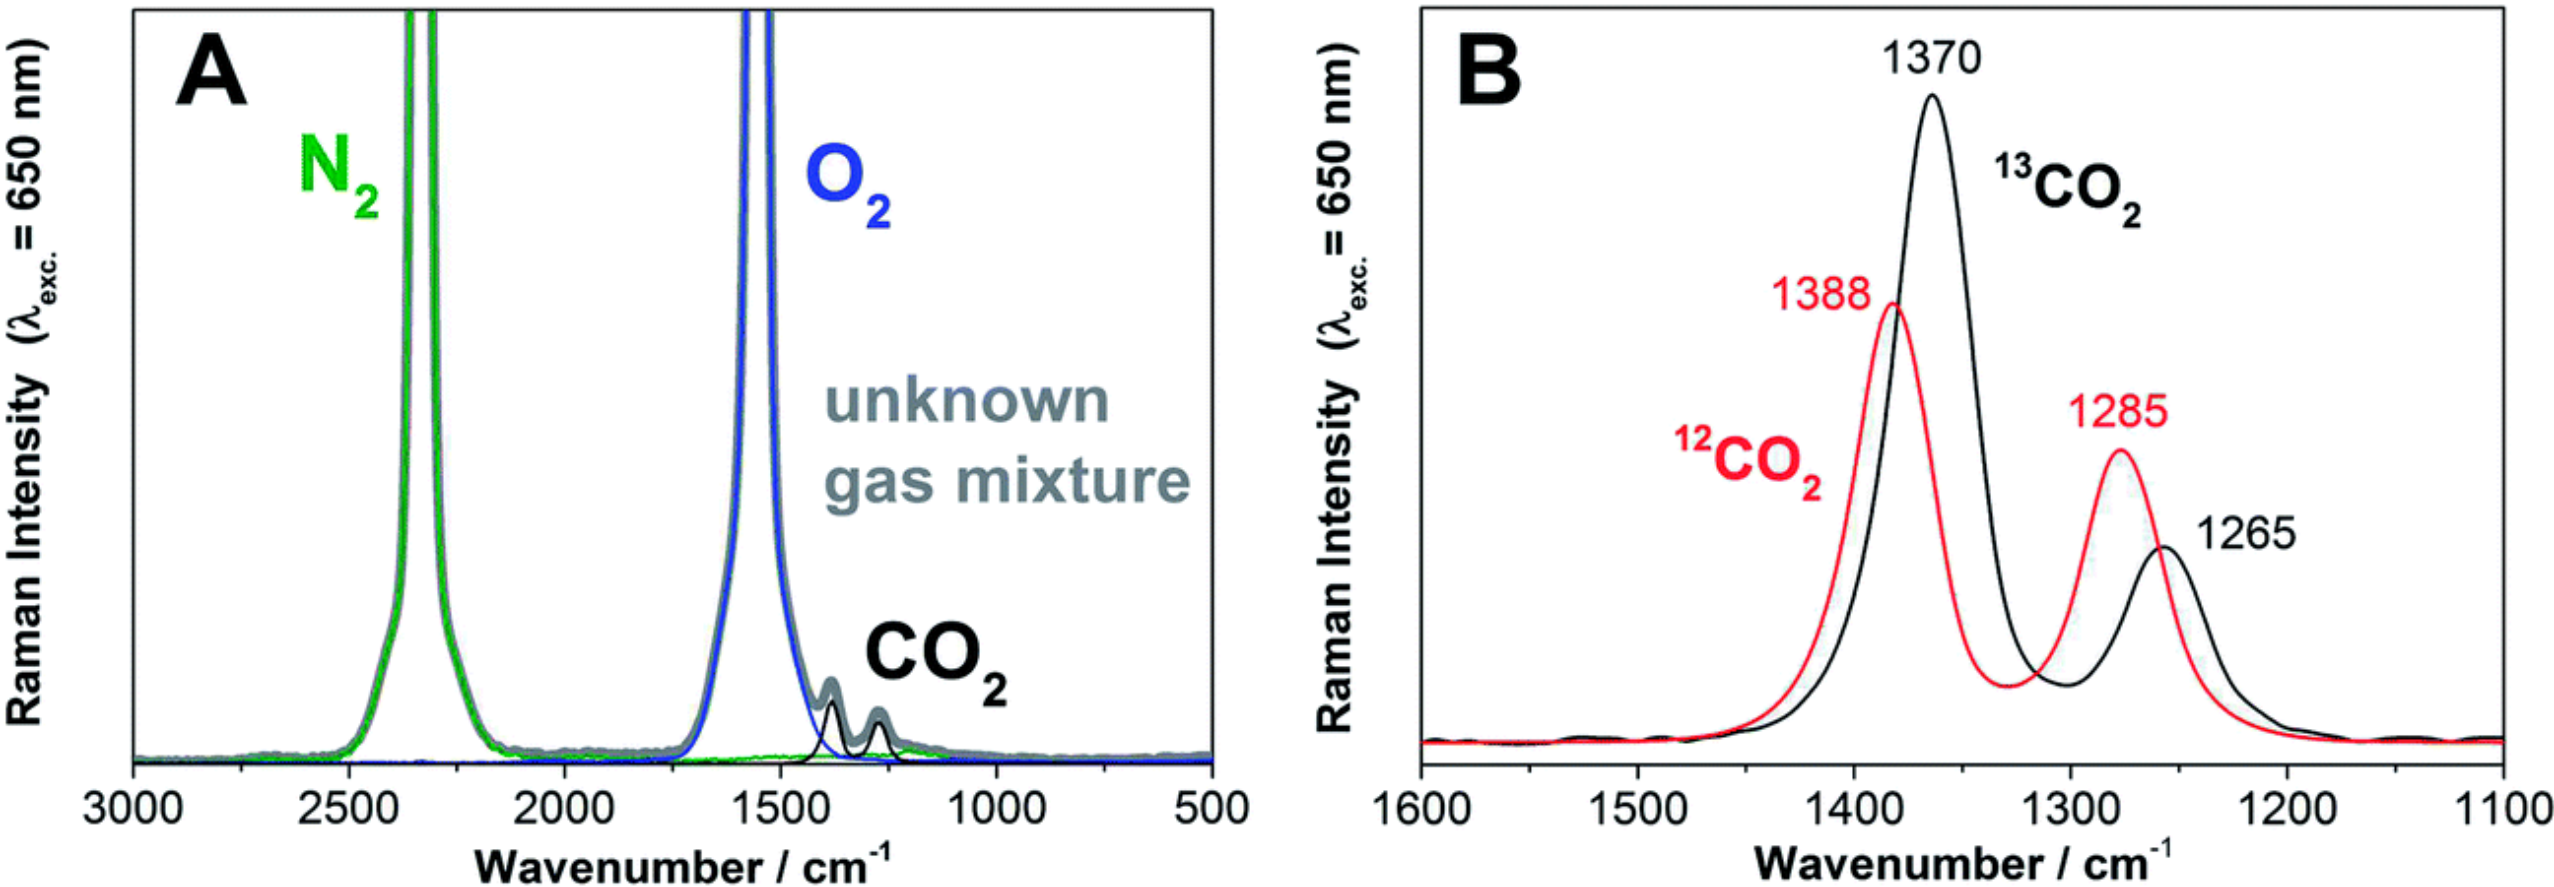 A
N2
O2
unknown
gas mixture
CO2
Raman Intensity (λexc. = 650 nm)
3000 2500 2000 1500 1000 500
Wavenumber / cm-1
B
1370
13CO2
1388
12CO2
1285
1265
Raman Intensity (λexc. = 650 nm)
1600 1500 1400 1300 1200 1100
Wavenumber / cm-1